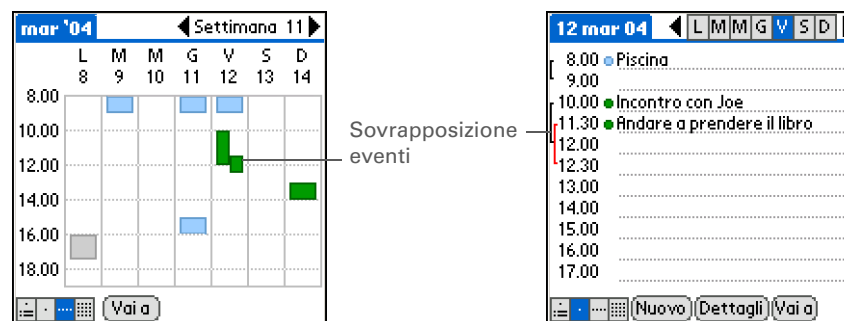 mar '04
Settimana 11
L M M G V S D
8 9 10 11 12 13 14
8.00
10.00
12.00
14.00
16.00
18.00
Vai a
Sovrapposizione
eventi
12 mar 04
L M M G V S D
8.00 Piscina
9.00
10.00 Incontro con Joe
11.30 Andare a prendere il libro
12.00
12.30
13.00
14.00
15.00
16.00
17.00
Nuovo Dettagli Vai a